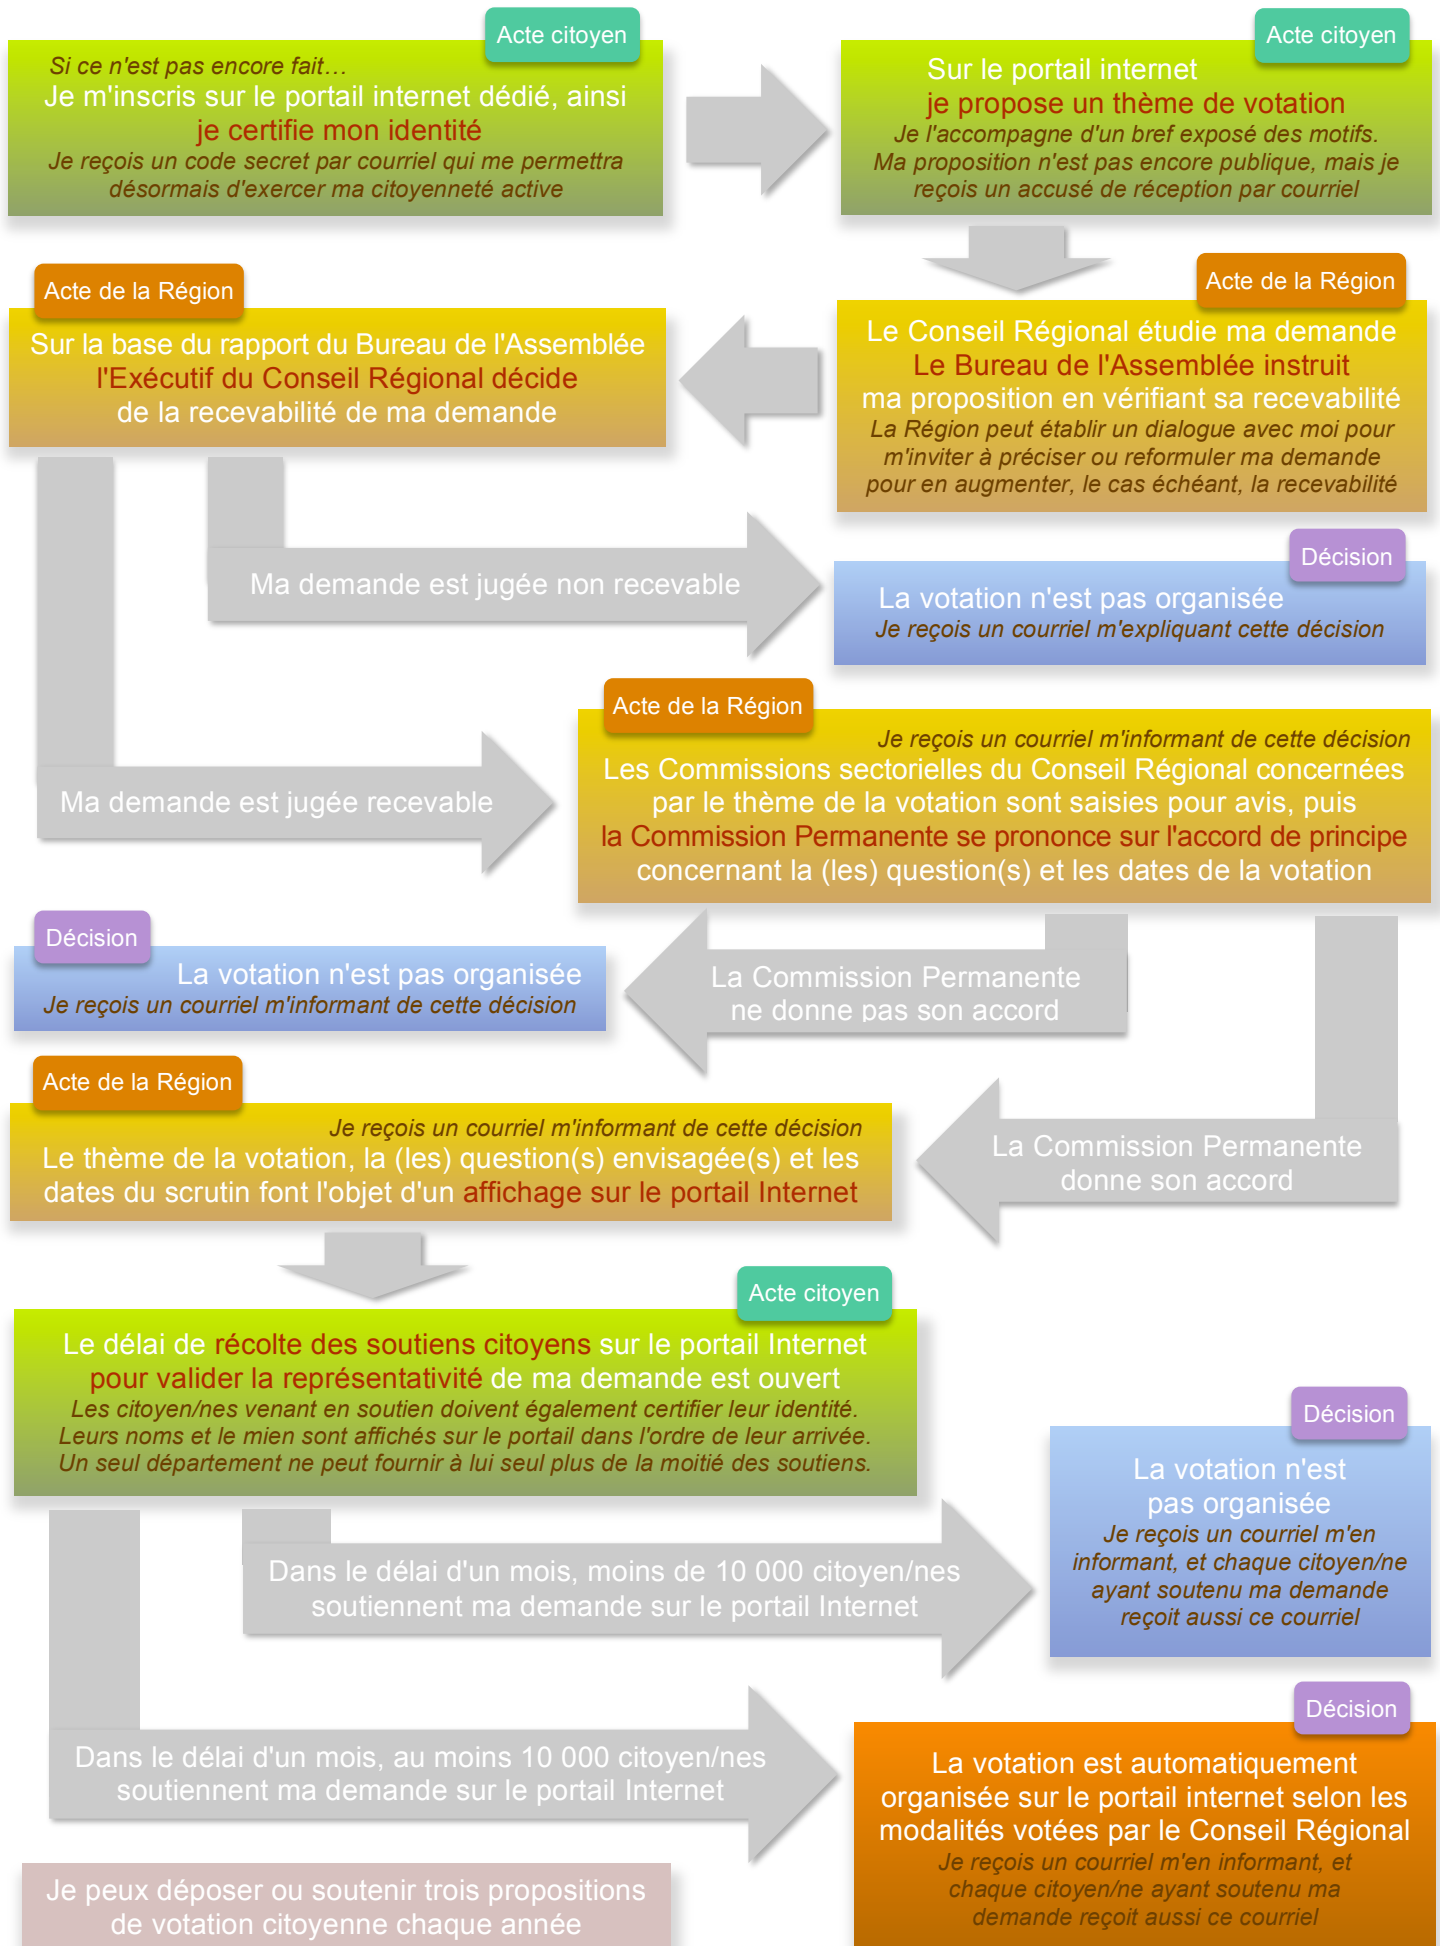 Acte citoyen
Si ce n'est pas encore fait…
Je m'inscris sur le portail internet dédié, ainsi
je certifie mon identité
Je reçois un code secret par courriel qui me permettra
désormais d'exercer ma citoyenneté active
Acte citoyen
Sur le portail internet
je propose un thème de votation
Je l'accompagne d'un bref exposé des motifs.
Ma proposition n'est pas encore publique, mais je
reçois un accusé de réception par courriel
Acte de la Région
Le Conseil Régional étudie ma demande
Le Bureau de l'Assemblée instruit
ma proposition en vérifiant sa recevabilité
La Région peut établir un dialogue avec moi pour
m'inviter à préciser ou reformuler ma demande
pour en augmenter, le cas échéant, la recevabilité
Acte de la Région
Sur la base du rapport du Bureau de l'Assemblée
l'Exécutif du Conseil Régional décide
de la recevabilité de ma demande
Ma demande est jugée non recevable
Décision
La votation n'est pas organisée
Je reçois un courriel m'expliquant cette décision
Ma demande est jugée recevable
Acte de la Région
Je reçois un courriel m'informant de cette décision
Les Commissions sectorielles du Conseil Régional concernées
par le thème de la votation sont saisies pour avis, puis
la Commission Permanente se prononce sur l'accord de principe
concernant la (les) question(s) et les dates de la votation
La Commission Permanente
ne donne pas son accord
Décision
La votation n'est pas organisée
Je reçois un courriel m'informant de cette décision
La Commission Permanente
donne son accord
Acte de la Région
Je reçois un courriel m'informant de cette décision
Le thème de la votation, la (les) question(s) envisagée(s) et les
dates du scrutin font l'objet d'un affichage sur le portail Internet
Acte citoyen
Le délai de récolte des soutiens citoyens sur le portail Internet
pour valider la représentativité de ma demande est ouvert
Les citoyen/nes venant en soutien doivent également certifier leur identité.
Leurs noms et le mien sont affichés sur le portail dans l'ordre de leur arrivée.
Un seul département ne peut fournir à lui seul plus de la moitié des soutiens.
Dans le délai d'un mois, moins de 10 000 citoyen/nes
soutiennent ma demande sur le portail Internet
Décision
La votation n'est
pas organisée
Je reçois un courriel m'en
informant, et chaque citoyen/ne
ayant soutenu ma demande
reçoit aussi ce courriel
Dans le délai d'un mois, au moins 10 000 citoyen/nes
soutiennent ma demande sur le portail Internet
Décision
La votation est automatiquement
organisée sur le portail internet selon les
modalités votées par le Conseil Régional
Je reçois un courriel m'en informant, et
chaque citoyen/ne ayant soutenu ma
demande reçoit aussi ce courriel
Je peux déposer ou soutenir trois propositions
de votation citoyenne chaque année